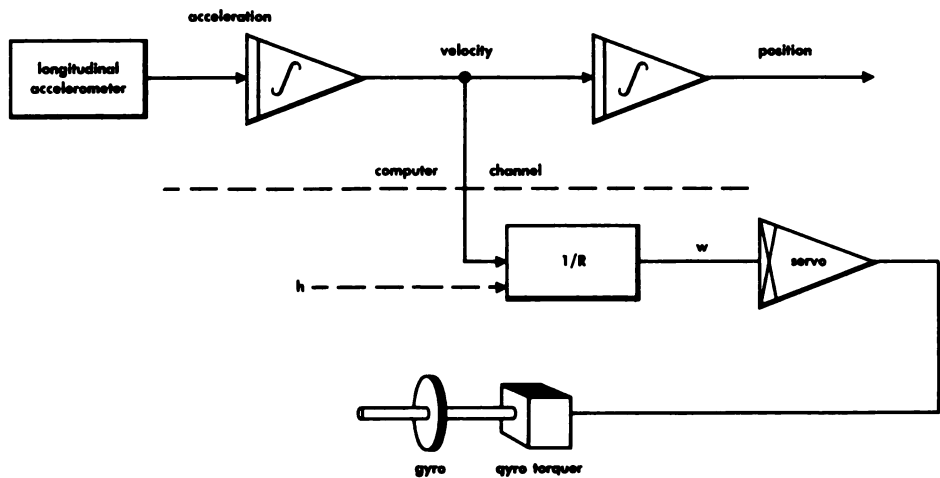 acceleration
longitudinal
accelerometer
∫
velocity
∫
position
computer channel
h
1/R
w
servo
gyro
gyro torquer